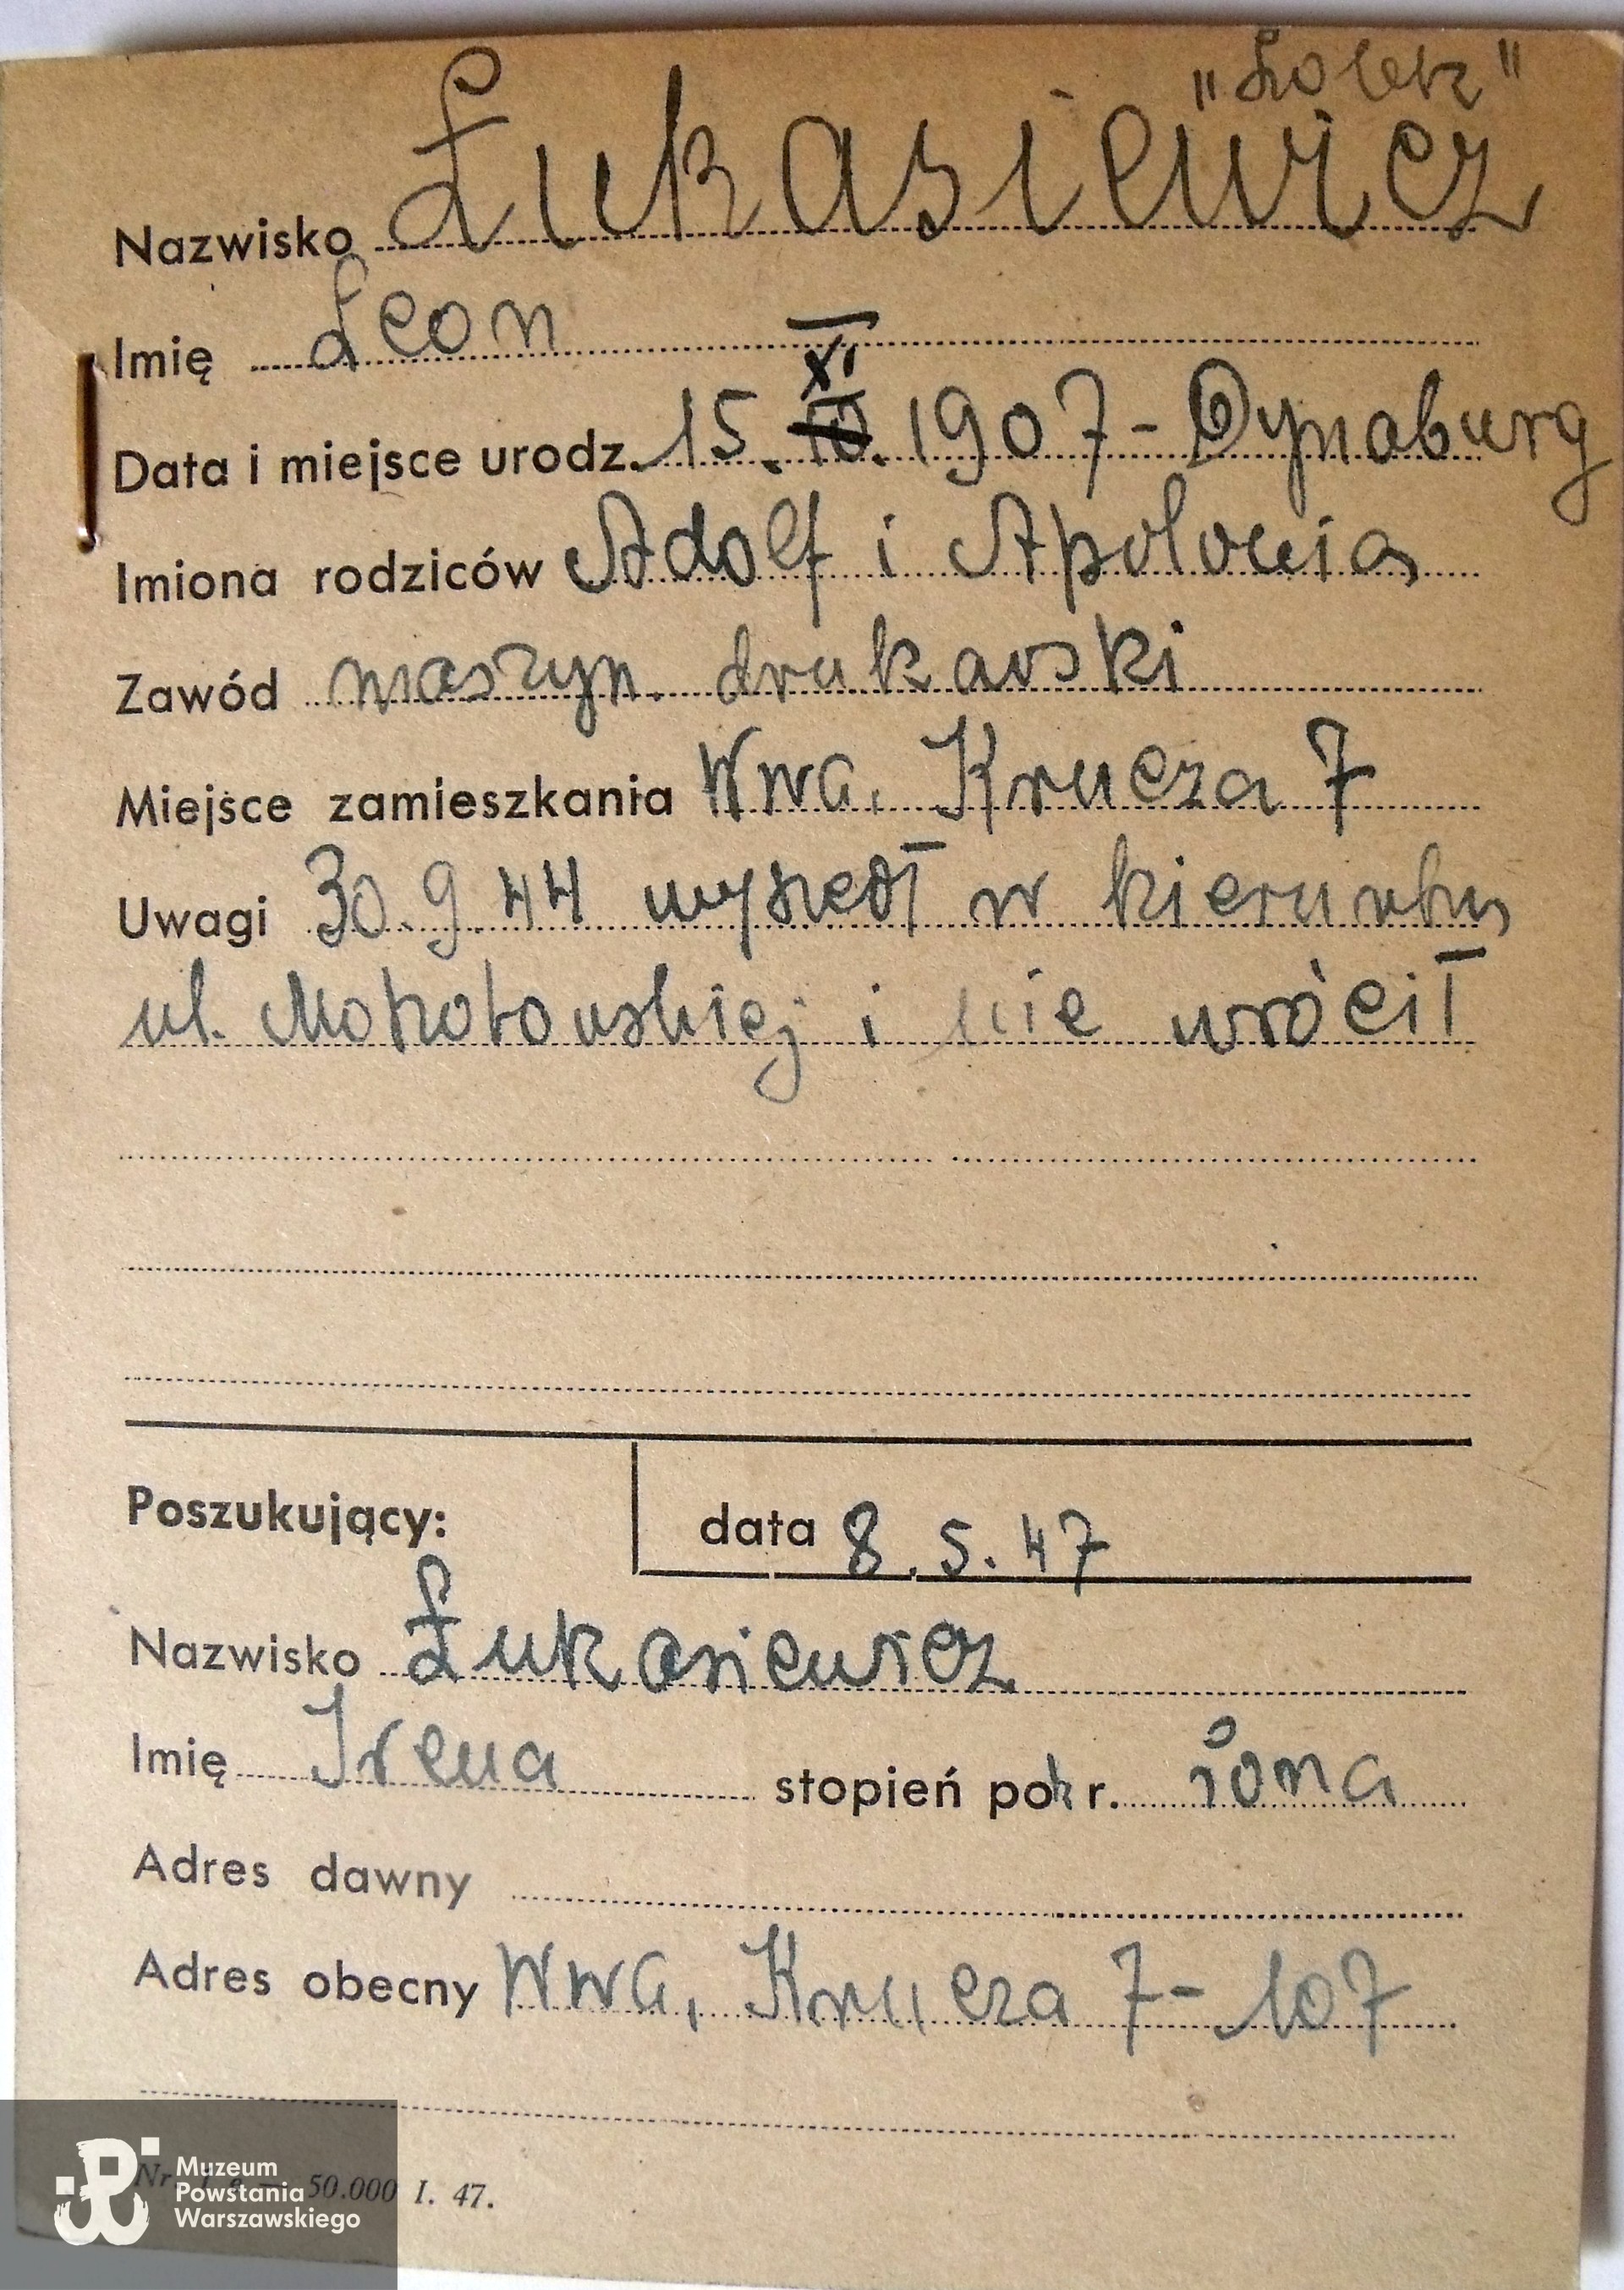 Nazwisko Łukasiewicz
Imię Leon
XI
Data i miejsce urodz. 15. . 1907 - Dynaburg
Imiona rodziców Adolf i Apolonia
Zawód maszyn. drukarski
Miejsce zamieszkania Wwa, Krucza 7
Uwagi 30.9.44 wyszedł w kierunku
ul. Mokotowskiej i nie wrócił
Poszukujący:
data 8.5.47
Nazwisko Łukasiewicz
Imię Irena stopień pokr. żona
Adres dawny
Adres obecny Wwa, Krucza 7 - 107
Nr. 50.000 I. 47.
Muzeum
Powstania
Warszawskiego